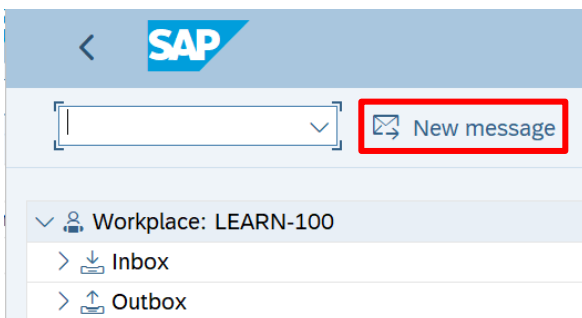 SAP
New message
Workplace: LEARN-100
Inbox
Outbox